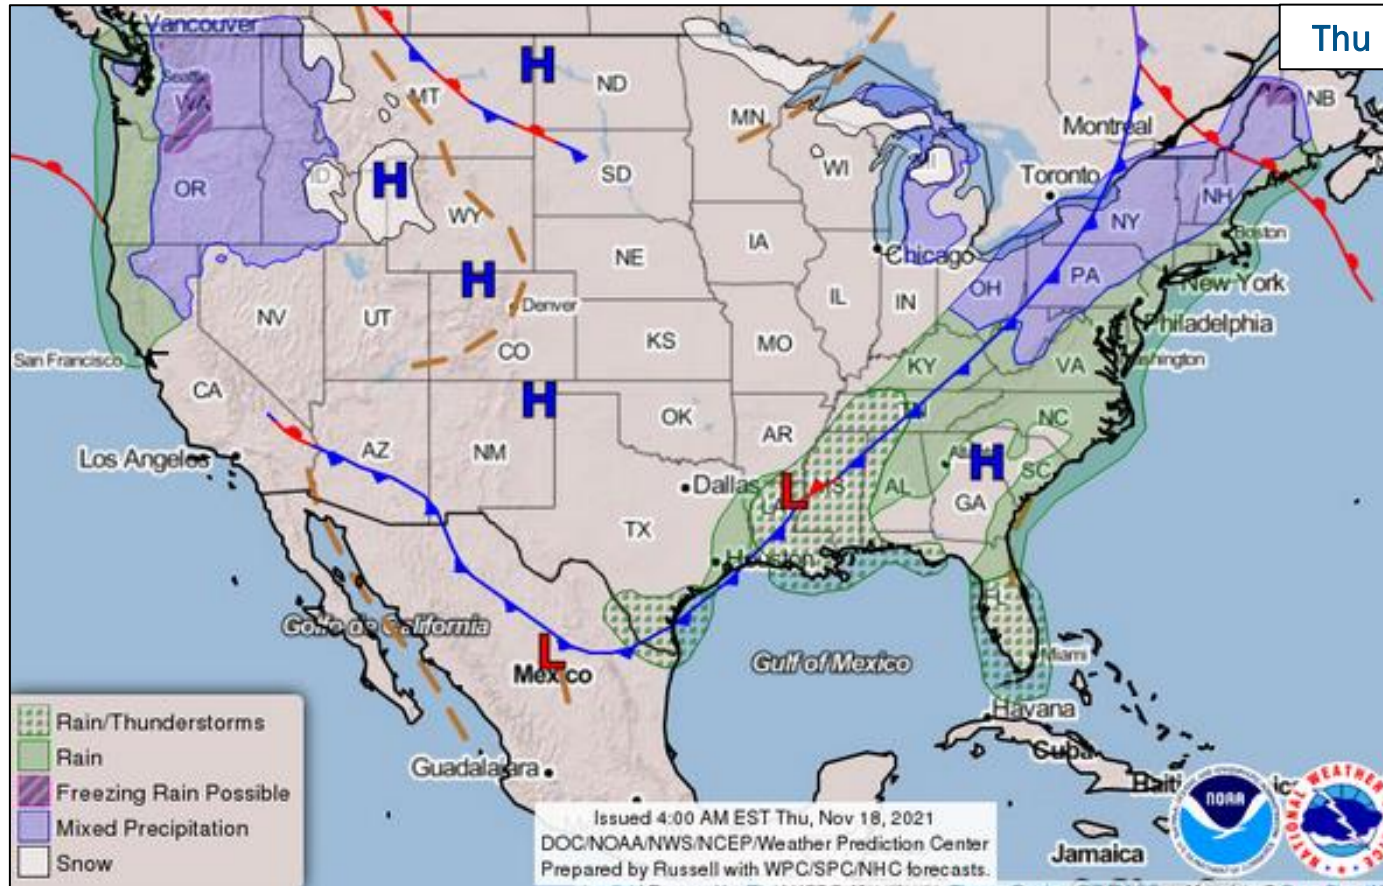 Thu
Vancouver
Seattle
WA
MT
ND
MN
Montreal
NB
OR
ID
WY
SD
WI
MI
Toronto
NH
NY
Boston
IA
NE
Chicago
PA
OH
New York
NV
UT
Denver
CO
IL
IN
Philadelphia
San Francisco
KS
MO
KY
VA
Washington
CA
H
H
H
H
H
OK
TN
NC
AZ
NM
AR
Los Angeles
Dallas
L
MS
AL
GA
SC
LA
TX
Houston
Golfo de California
FL
L
Mexico
Gulf of Mexico
Miami
Havana
Cuba
Guadalajara
Jamaica
Rain/Thunderstorms
Rain
Freezing Rain Possible
Mixed Precipitation
Snow
Issued 4:00 AM EST Thu, Nov 18, 2021
DOC/NOAA/NWS/NCEP/Weather Prediction Center
Prepared by Russell with WPC/SPC/NHC forecasts.
NOAA
NATIONAL WEATHER